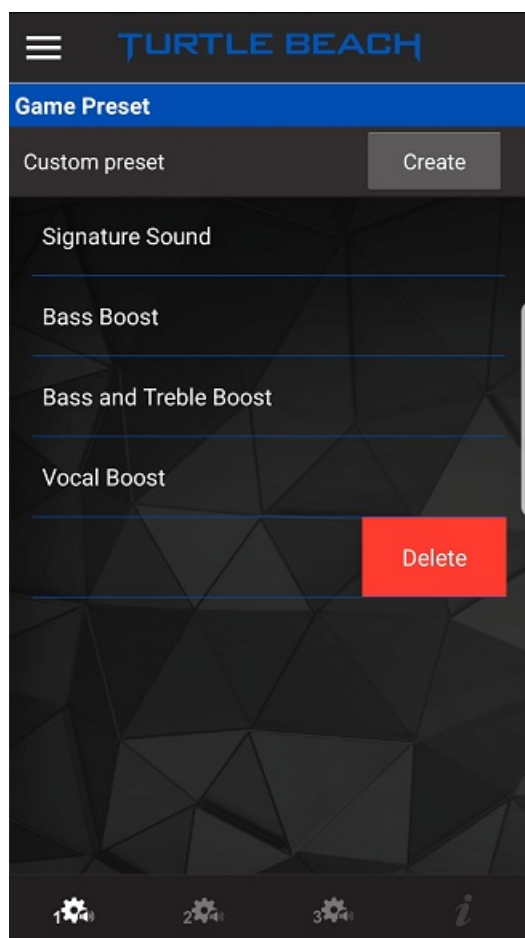 TURTLE BEACH
Game Preset
Custom preset Create
Signature Sound
Bass Boost
Bass and Treble Boost
Vocal Boost
Delete
1 2 3 i